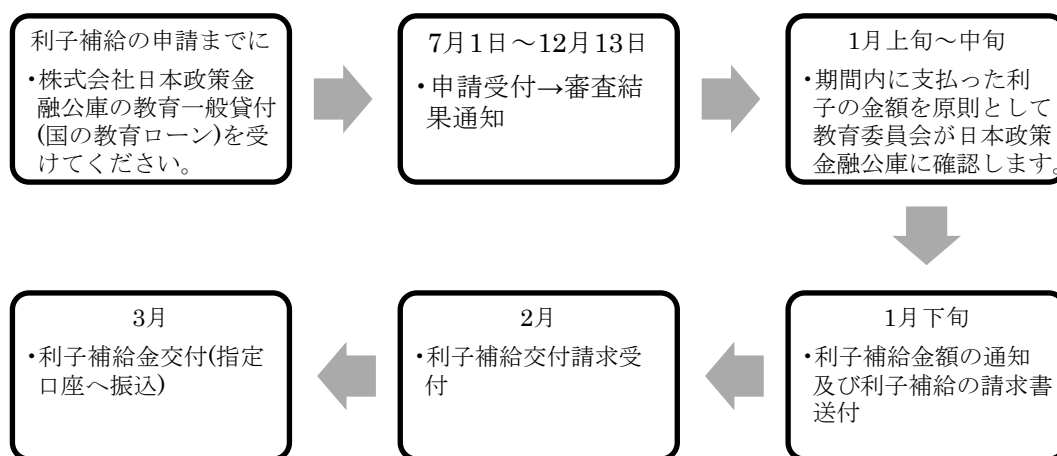 利子補給の申請までに
・株式会社日本政策金
融公庫の教育一般貸付
(国の教育ローン)を受
けてください。
7月1日~12月13日
・申請受付→審査結
果通知
1月上旬~中旬
・期間内に支払った利
子の金額を原則として
教育委員会が日本政策
金融公庫に確認します。
1月下旬
・利子補給金額の通知
及び利子補給の請求書
送付
2月
・利子補給交付請求受
付
3月
・利子補給金交付(指定
口座へ振込)